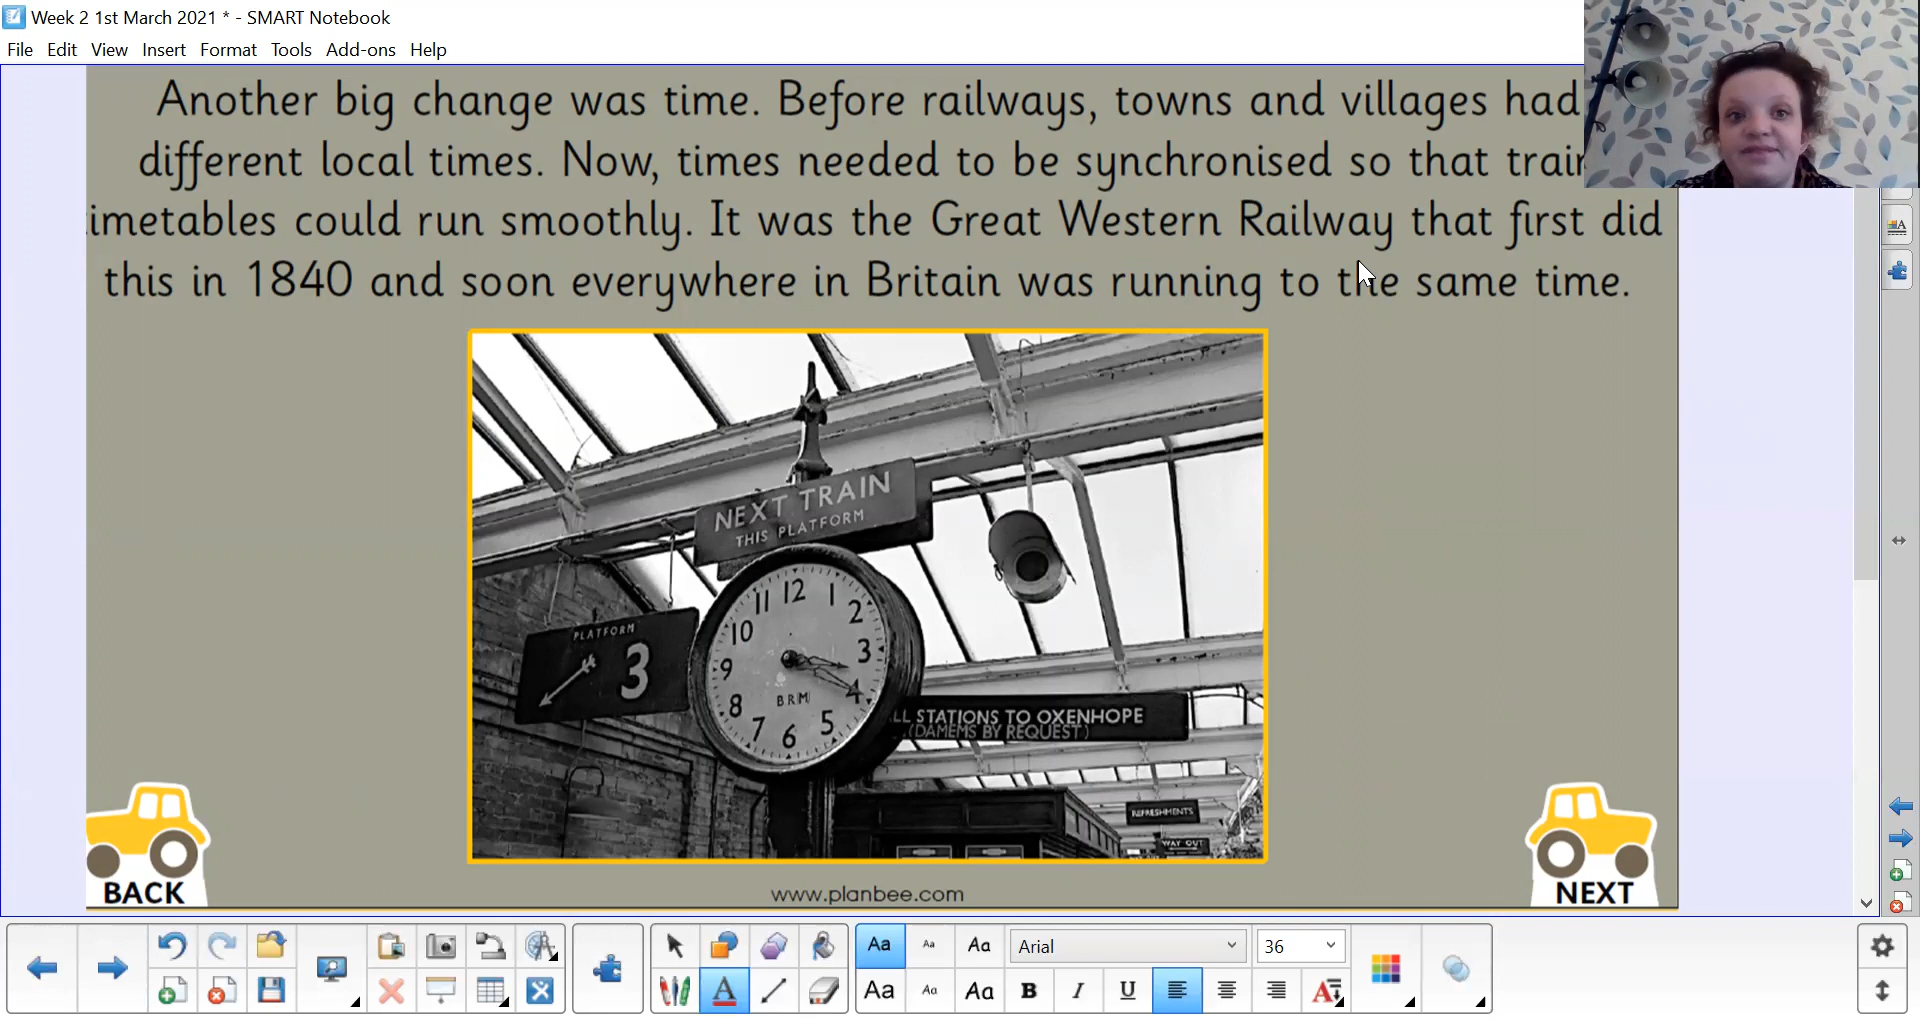 Week 2 1st March 2021 * - SMART Notebook
File Edit View Insert Format Tools Add-ons Help
Another big change was time. Before railways, towns and villages had
different local times. Now, times needed to be synchronised so that train
imetables could run smoothly. It was the Great Western Railway that first did
this in 1840 and soon everywhere in Britain was running to the same time.
NEXT TRAIN
THIS PLATFORM
PLATFORM
3
12
1
2
3
4
5
6
7
8
9
10
11
BRM
LL STATIONS TO OXENHOPE
(DAMEMS BY REQUEST)
REFRESHMENTS
WAY OUT
BACK
NEXT
www.planbee.com
Aa Aa Aa Arial 36
Aa Aa Aa B I U A
A